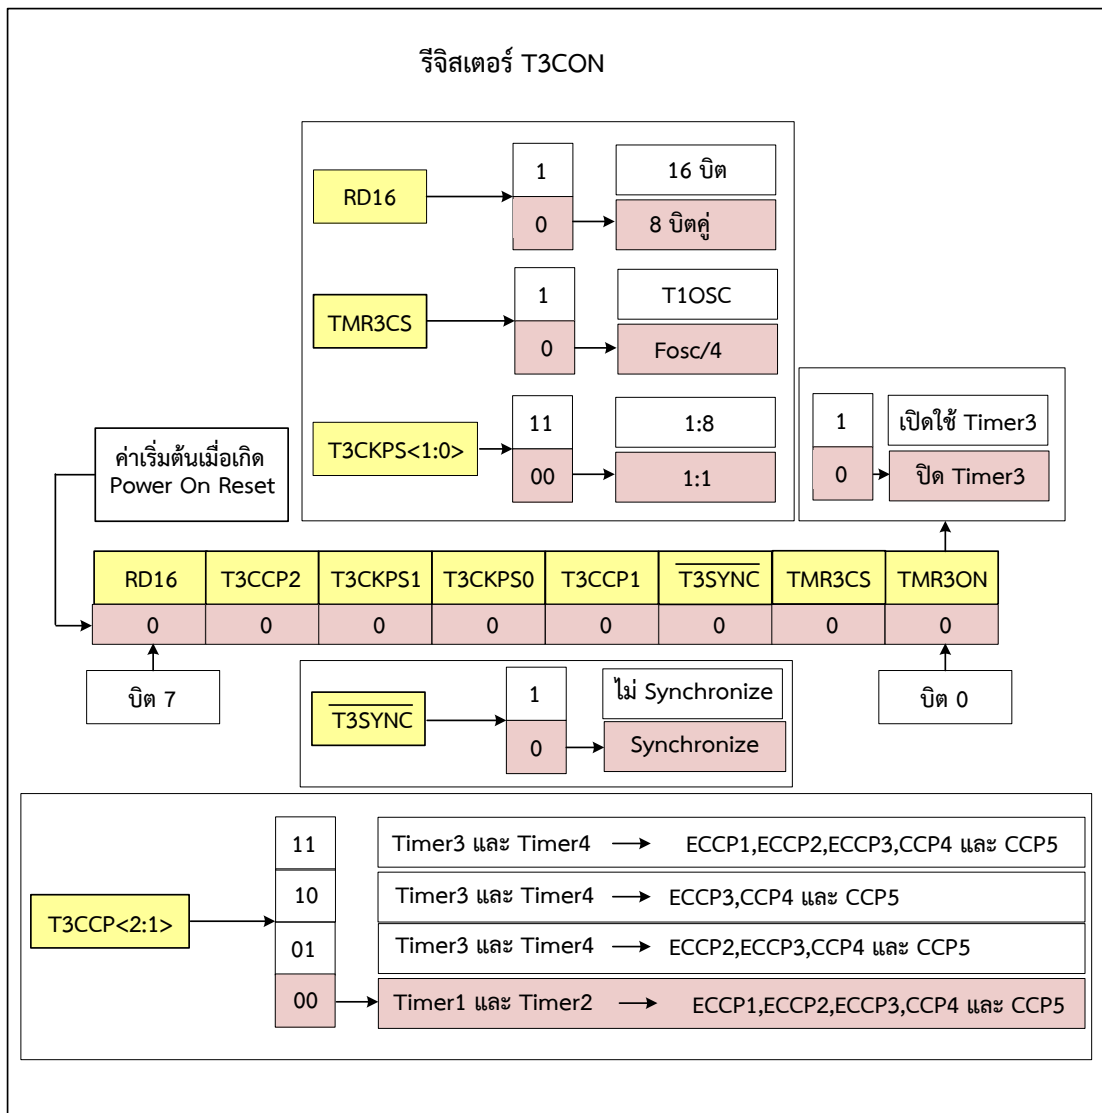 รีจิสเตอร์ T3CON
RD16
1
16 บิต
0
8 บิตคู่
TMR3CS
1
T1OSC
0
Fosc/4
T3CKPS<1:0>
11
1:8
00
1:1
1
เปิดใช้ Timer3
0
ปิด Timer3
ค่าเริ่มต้นเมื่อเกิด
Power On Reset
RD16 T3CCP2 T3CKPS1 T3CKPS0 T3CCP1 T3SYNC TMR3CS TMR3ON
0 0 0 0 0 0 0 0
บิต 7
บิต 0
T3SYNC
1
ไม่ Synchronize
0
Synchronize
T3CCP<2:1>
11
Timer3 และ Timer4 → ECCP1,ECCP2,ECCP3,CCP4 และ CCP5
10
Timer3 และ Timer4 → ECCP3,CCP4 และ CCP5
01
Timer3 และ Timer4 → ECCP2,ECCP3,CCP4 และ CCP5
00
Timer1 และ Timer2 → ECCP1,ECCP2,ECCP3,CCP4 และ CCP5